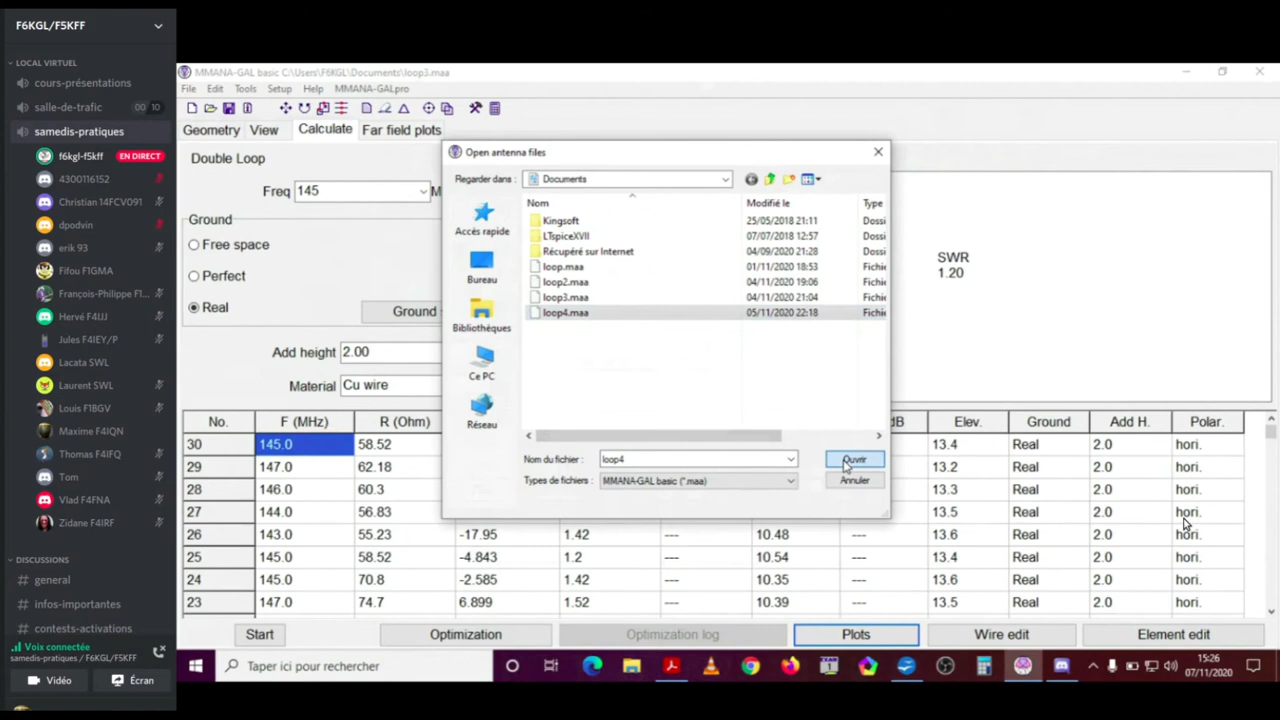 F6KGL/F5KFF
LOCAL VIRTUEL
cours-présentations
salle-de-trafic 00 10
samedis-pratiques
f6kgl-f5kff EN DIRECT
4300116152
Christian 14FCV091
dpodvin
erik 93
Fifou F1GMA
François-Philippe F1...
Hervé F4IJJ
Jules F4IEY/P
Lacata SWL
Laurent SWL
Louis F1BGV
Maxime F4IQN
Thomas F4IFQ
Tom
Vlad F4FNA
Zidane F4IRF
DISCUSSIONS
# general
# infos-importantes
# contests-activations
Voix connectée
samedis-pratiques / F6KGL/F5KFF
Vidéo Écran
MMANA-GAL basic C:\Users\F6KGL\Documents\loop3.maa
File Edit Tools Setup Help MMANA-GALpro
Geometry View Calculate Far field plots
Double Loop
Freq 145 M
Ground
Free space
Perfect
Real
Ground
Add height 2.00
Material Cu wire
SWR
1.20
Open antenna files
Regarder dans : Documents
Accès rapide
Bureau
Bibliothèques
Ce PC
Réseau
Nom Modifié le Type
Kingsoft 25/05/2018 21:11 Dossi
LTspiceXVII 07/07/2018 12:57 Dossi
Récupéré sur Internet 04/09/2020 21:28 Dossi
loop.maa 01/11/2020 18:53 Fichie
loop2.maa 04/11/2020 19:06 Fichie
loop3.maa 04/11/2020 21:04 Fichie
loop4.maa 05/11/2020 22:18 Fichie
Nom du fichier : loop4 Ouvrir
Types de fichiers : MMANA-GAL basic (*.maa) Annuler
No. F (MHz) R (Ohm) dB Elev. Ground Add H. Polar.
30 145.0 58.52 13.4 Real 2.0 hori.
29 147.0 62.18 13.2 Real 2.0 hori.
28 146.0 60.3 13.3 Real 2.0 hori.
27 144.0 56.83 13.5 Real 2.0 hori.
26 143.0 55.23 -17.95 1.42 --- 10.48 --- 13.6 Real 2.0 hori.
25 145.0 58.52 -4.843 1.2 --- 10.54 --- 13.4 Real 2.0 hori.
24 145.0 70.8 -2.585 1.42 --- 10.35 --- 13.6 Real 2.0 hori.
23 147.0 74.7 6.899 1.52 --- 10.39 --- 13.5 Real 2.0 hori.
Start Optimization Optimization log Plots Wire edit Element edit
Taper ici pour rechercher
15:26
07/11/2020